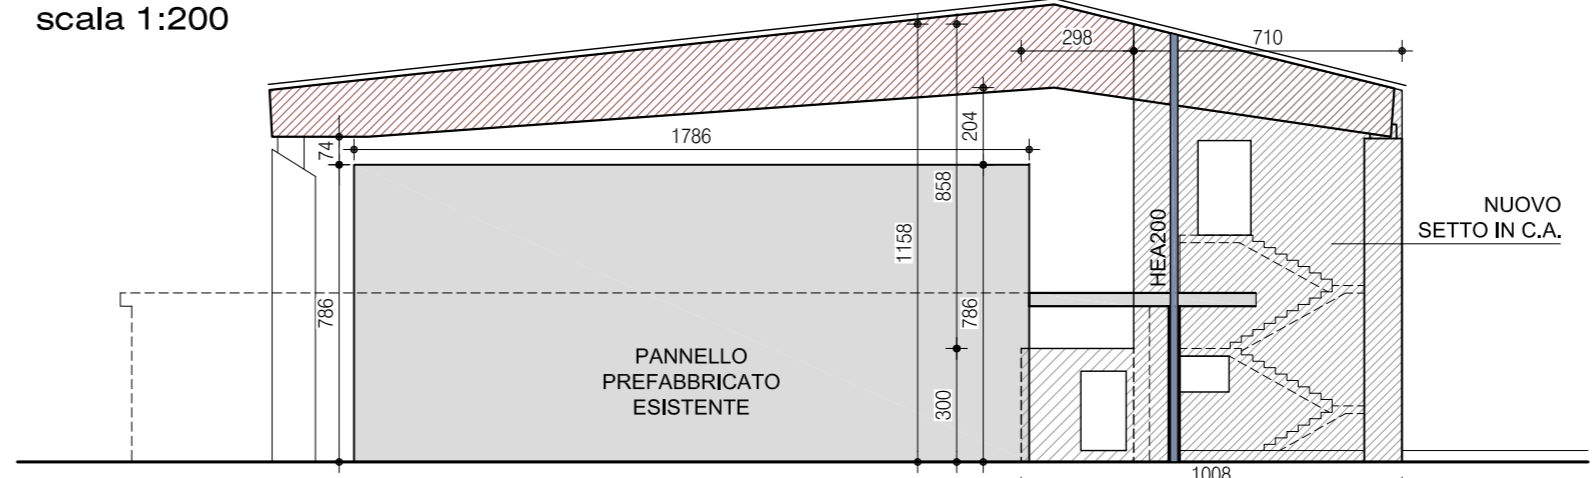 scala 1:200
298
710
204
1786
74
858
1158
HEA200
NUOVO
SETTO IN C.A.
786
786
PANNELLO
PREFABBRICATO
ESISTENTE
300
1008